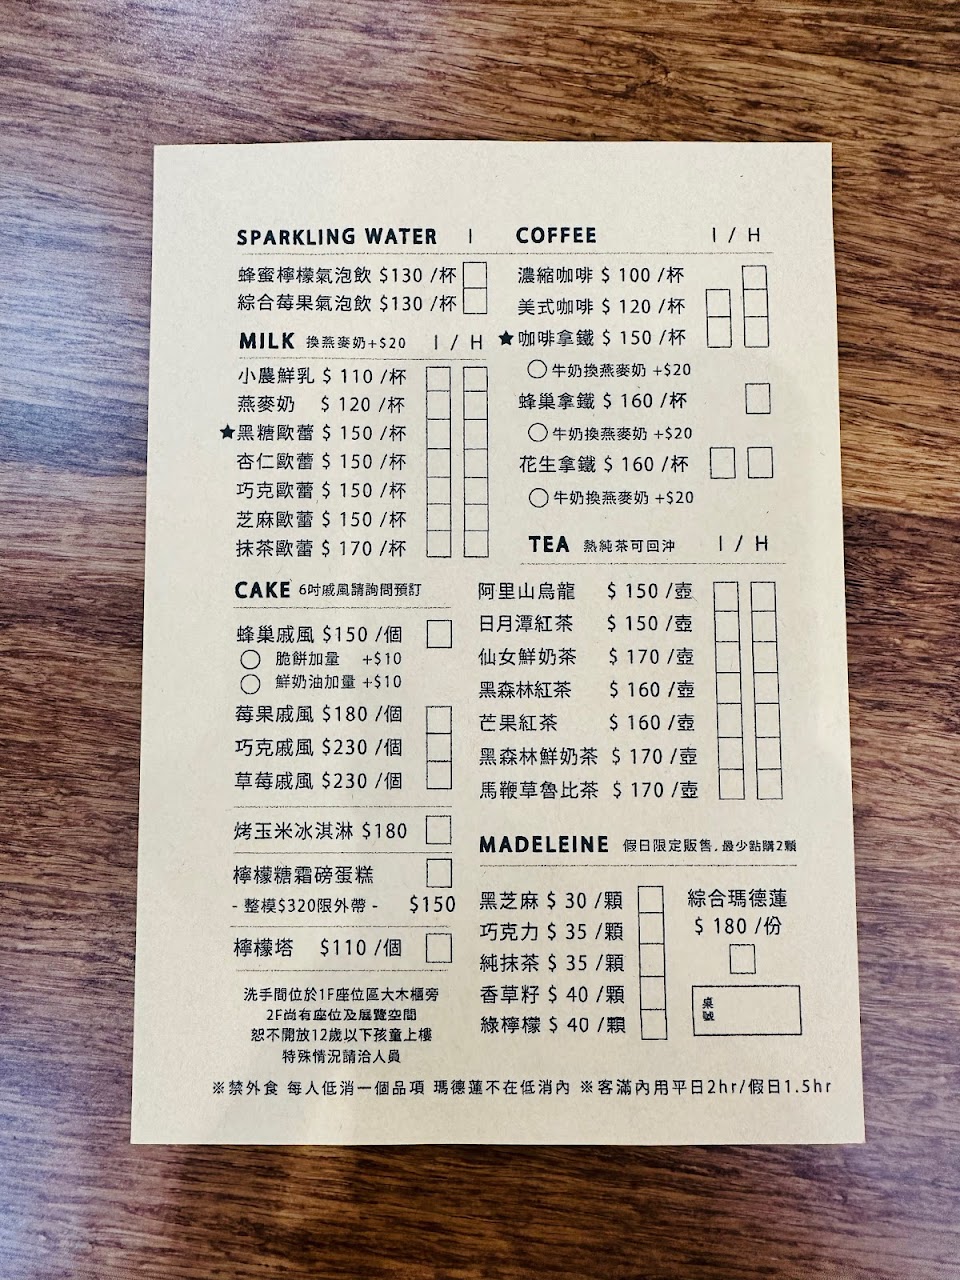 SPARKLING WATER I
蜂蜜檸檬氣泡飲 $130 /杯
綜合莓果氣泡飲 $130 /杯
MILK 換燕麥奶+$20 I / H
小農鮮乳 $ 110 /杯
燕麥奶 $ 120 /杯
★黑糖歐蕾 $ 150 /杯
杏仁歐蕾 $ 150 /杯
巧克歐蕾 $ 150 /杯
芝麻歐蕾 $ 150 /杯
抹茶歐蕾 $ 170 /杯
CAKE 6吋戚風請詢問預訂
蜂巢戚風 $150 /個
脆餅加量 +$10
鮮奶油加量 +$10
莓果戚風 $180 /個
巧克戚風 $230 /個
草莓戚風 $230 /個
烤玉米冰淇淋 $180
檸檬糖霜磅蛋糕
- 整模$320限外帶 - $150
檸檬塔 $110 /個
洗手間位於1F座位區大木櫃旁
2F尚有座位及展覽空間
恕不開放12歲以下孩童上樓
特殊情況請洽人員
COFFEE I / H
濃縮咖啡 $ 100 /杯
美式咖啡 $ 120 /杯
★咖啡拿鐵 $ 150 /杯
牛奶換燕麥奶 +$20
蜂巢拿鐵 $ 160 /杯
牛奶換燕麥奶 +$20
花生拿鐵 $ 160 /杯
牛奶換燕麥奶 +$20
TEA 熱純茶可回沖 I / H
阿里山烏龍 $ 150 /壺
日月潭紅茶 $ 150 /壺
仙女鮮奶茶 $ 170 /壺
黑森林紅茶 $ 160 /壺
芒果紅茶 $ 160 /壺
黑森林鮮奶茶 $ 170 /壺
馬鞭草魯比茶 $ 170 /壺
MADELEINE 假日限定販售.最少點購2顆
黑芝麻 $ 30 /顆
巧克力 $ 35 /顆
純抹茶 $ 35 /顆
香草籽 $ 40 /顆
綠檸檬 $ 40 /顆
綜合瑪德蓮
$ 180 /份
桌號
※禁外食 每人低消一個品項 瑪德蓮不在低消內 ※客滿內用平日2hr/假日1.5hr